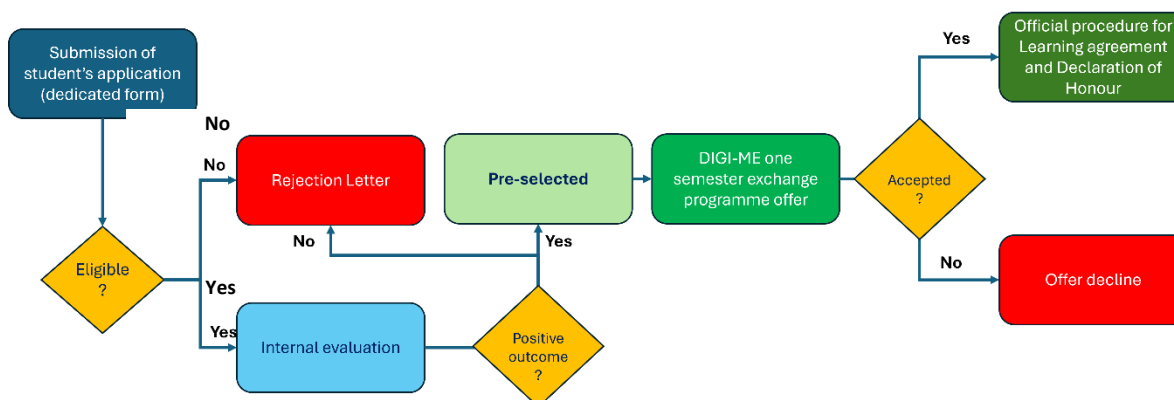 Submission of
student's application
(dedicated form)
Eligible
?
No
No
Yes
Yes
Rejection Letter
Internal evaluation
No
Yes
Positive
outcome
?
Pre-selected
DIGI-ME one
semester exchange
programme offer
Accepted
?
Yes
No
Official procedure for
Learning agreement
and Declaration of
Honour
Offer decline